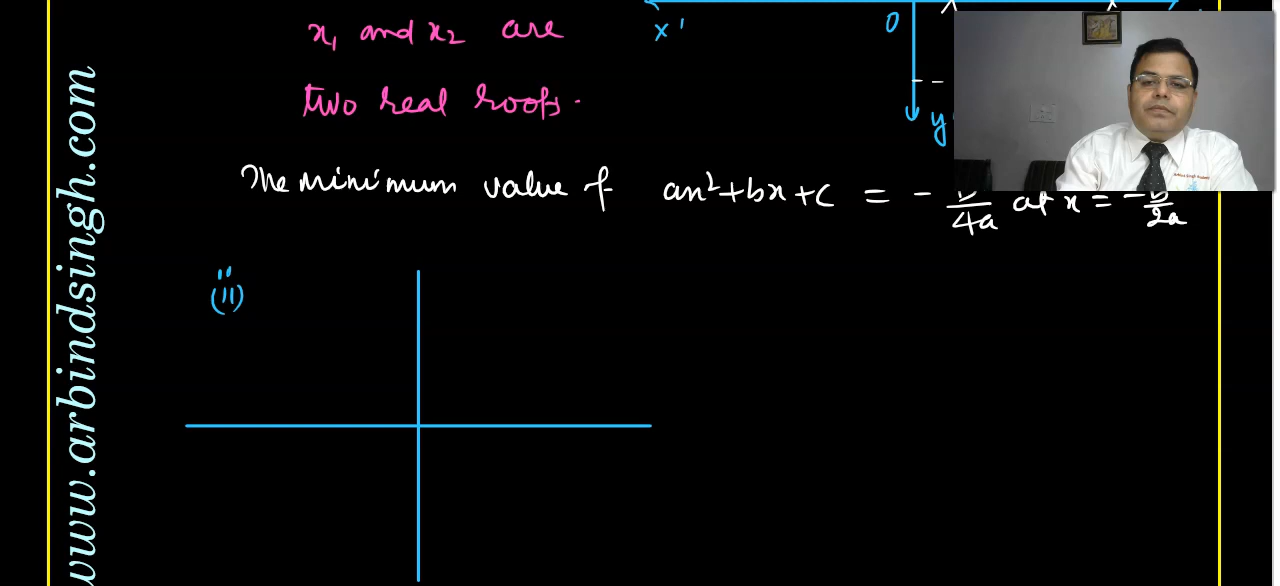 x₁ and x₂ are
two real roots.
x'
0
y
The minimum value of ax²+bx+c = - D/4a at x = -b/2a
(ii)
www.arbindsingh.com